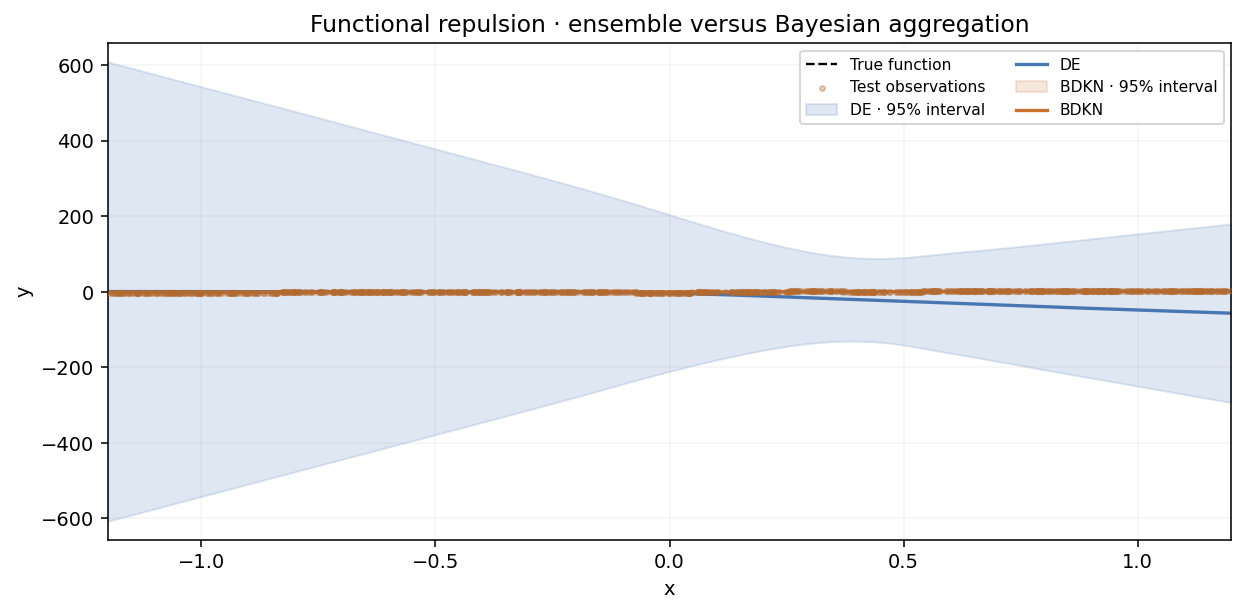 Functional repulsion · ensemble versus Bayesian aggregation
True function
Test observations
DE · 95% interval
DE
BDKN · 95% interval
BDKN
600
400
200
0
−200
−400
−600
y
−1.0
−0.5
0.0
0.5
1.0
x